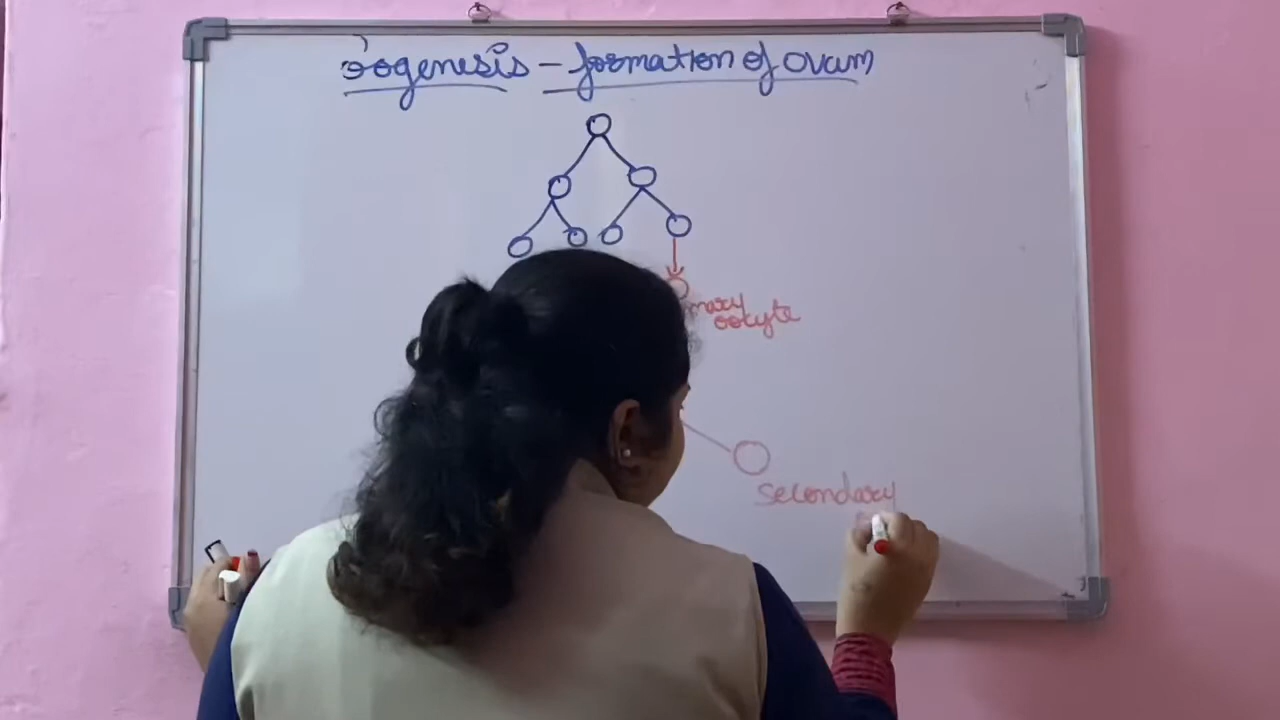 oogenesis - formation of ovum
oocyte
secondary